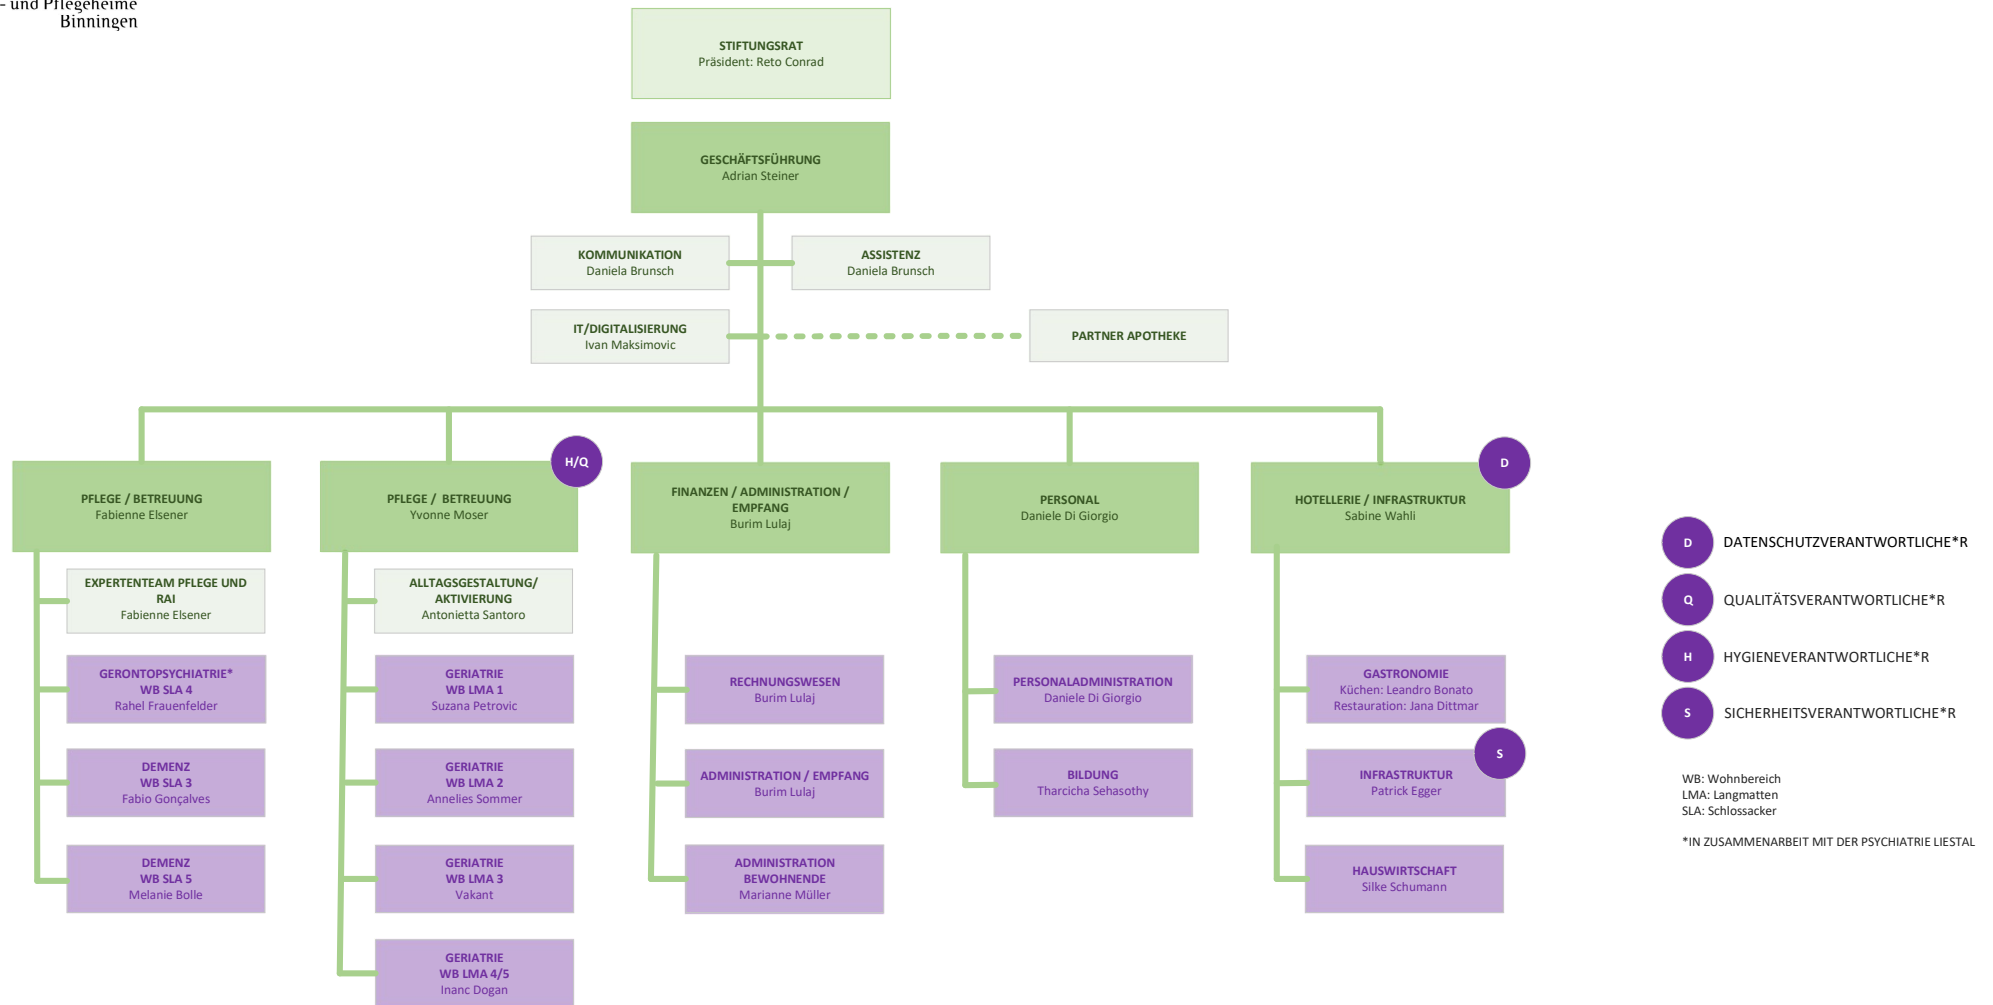 - und Pflegeheime
Binningen
STIFTUNGSRAT
Präsident: Reto Conrad
GESCHÄFTSFÜHRUNG
Adrian Steiner
KOMMUNIKATION
Daniela Brunsch
ASSISTENZ
Daniela Brunsch
IT/DIGITALISIERUNG
Ivan Maksimovic
PARTNER APOTHEKE
PFLEGE / BETREUUNG
Fabienne Elsener
H/Q
PFLEGE / BETREUUNG
Yvonne Moser
FINANZEN / ADMINISTRATION /
EMPFANG
Burim Lulaj
PERSONAL
Daniele Di Giorgio
D
HOTELLERIE / INFRASTRUKTUR
Sabine Wahli
EXPERTENTEAM PFLEGE UND
RAI
Fabienne Elsener
GERONTOPSYCHIATRIE*
WB SLA 4
Rahel Frauenfelder
DEMENZ
WB SLA 3
Fabio Gonçalves
DEMENZ
WB SLA 5
Melanie Bolle
ALLTAGSGESTALTUNG/
AKTIVIERUNG
Antonietta Santoro
GERIATRIE
WB LMA 1
Suzana Petrovic
GERIATRIE
WB LMA 2
Annelies Sommer
GERIATRIE
WB LMA 3
Vakant
GERIATRIE
WB LMA 4/5
Inanc Dogan
RECHNUNGSWESEN
Burim Lulaj
ADMINISTRATION / EMPFANG
Burim Lulaj
ADMINISTRATION
BEWOHNENDE
Marianne Müller
PERSONALADMINISTRATION
Daniele Di Giorgio
BILDUNG
Tharcicha Sehasothy
GASTRONOMIE
Küchen: Leandro Bonato
Restauration: Jana Dittmar
S
INFRASTRUKTUR
Patrick Egger
HAUSWIRTSCHAFT
Silke Schumann
D DATENSCHUTZVERANTWORTLICHE*R
Q QUALITÄTSVERANTWORTLICHE*R
H HYGIENEVERANTWORTLICHE*R
S SICHERHEITSVERANTWORTLICHE*R
WB: Wohnbereich
LMA: Langmatten
SLA: Schlossacker
*IN ZUSAMMENARBEIT MIT DER PSYCHIATRIE LIESTAL